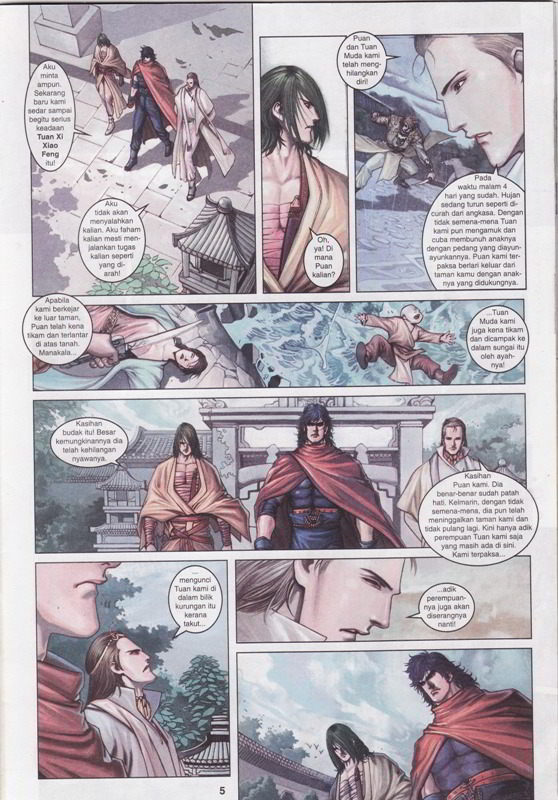 Aku
minta
ampun.
Sekarang
baru kami
sedar sampai
begitu serius
keadaan
Tuan Xi
Xiao
Feng
itu!
Aku
tidak akan
menyalahkan
kalian. Aku faham
kalian mesti men-
jalankan tugas
kalian seperti
yang di-
arah!
Oh,
ya! Di
mana
Puan
kalian?
Puan
dan Tuan
Muda kami
telah meng-
hilangkan
diri!
Pada
waktu malam 4
hari yang sudah. Hujan
sedang turun seperti di-
curah dari angkasa. Dengan
tidak semena-mena Tuan
kami pun mengamuk dan
cuba membunuh anaknya
dengan pedang yang diayun-
ayunkannya. Puan kami ter-
paksa berlari keluar dari
taman kamu dengan anak-
nya yang didukungnya.
Apabila
kami berkejar
ke luar taman,
Puan telah kena
tikam dan terlantar
di atas tanah.
Manakala...
...Tuan
Muda kami
juga kena tikam
dan dicampak ke
dalam sungai itu
oleh ayah-
nya!
Kasihan
budak itu! Besar
kemungkinannya dia
telah kehilangan
nyawanya.
Kasihan
Puan kami. Dia
benar-benar sudah patah
hati. Kelmarin, dengan tidak
semena-mena, dia pun telah
meninggalkan taman kami dan
tidak pulang lagi. Kini hanya adik
perempuan Tuan kami saja
yang masih ada di sini.
Kami terpaksa...
...
mengunci
Tuan kami di
dalam bilik
kurungan itu
kerana
takut...
...adik
perempuan-
nya juga akan
diserangnya
nanti!
5